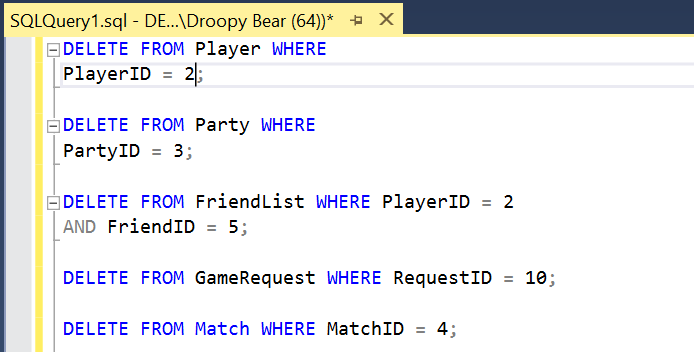 SQLQuery1.sql - DE...\Droopy Bear (64))*
DELETE FROM Player WHERE
PlayerID = 2;
DELETE FROM Party WHERE
PartyID = 3;
DELETE FROM FriendList WHERE PlayerID = 2
AND FriendID = 5;
DELETE FROM GameRequest WHERE RequestID = 10;
DELETE FROM Match WHERE MatchID = 4;